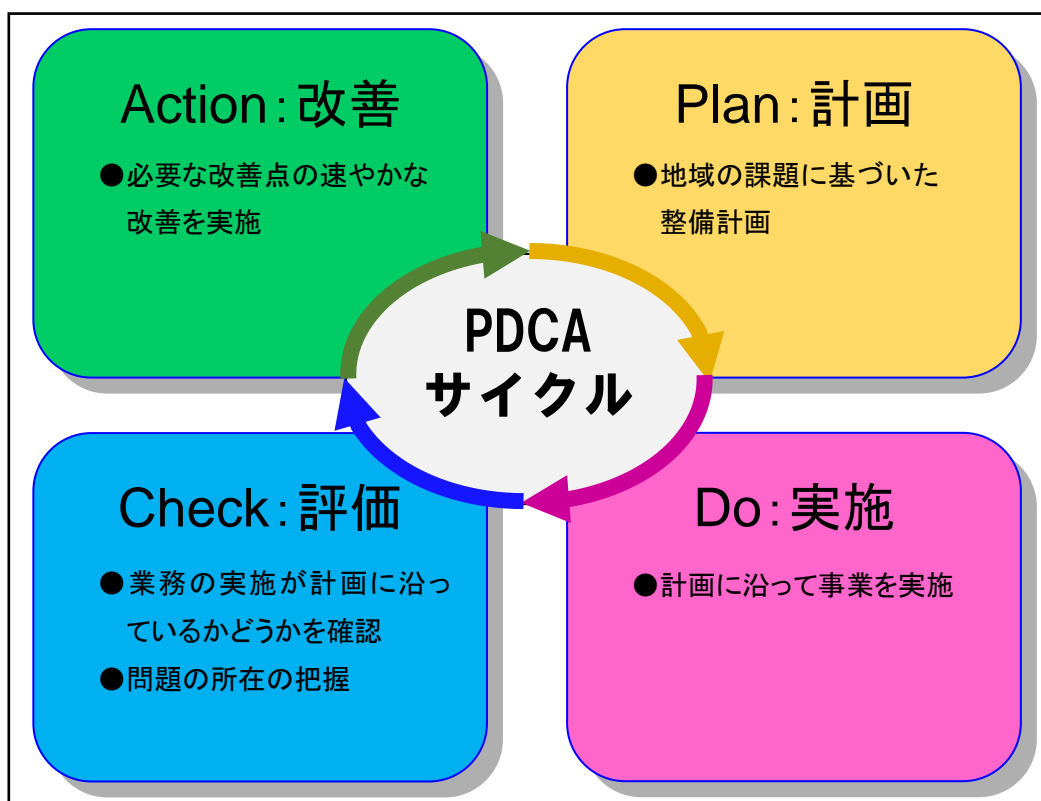 Action：改善
●必要な改善点の速やかな
改善を実施
Plan：計画
●地域の課題に基づいた
整備計画
PDCA
サイクル
Check：評価
●業務の実施が計画に沿っ
ているかどうかを確認
●問題の所在の把握
Do：実施
●計画に沿って事業を実施